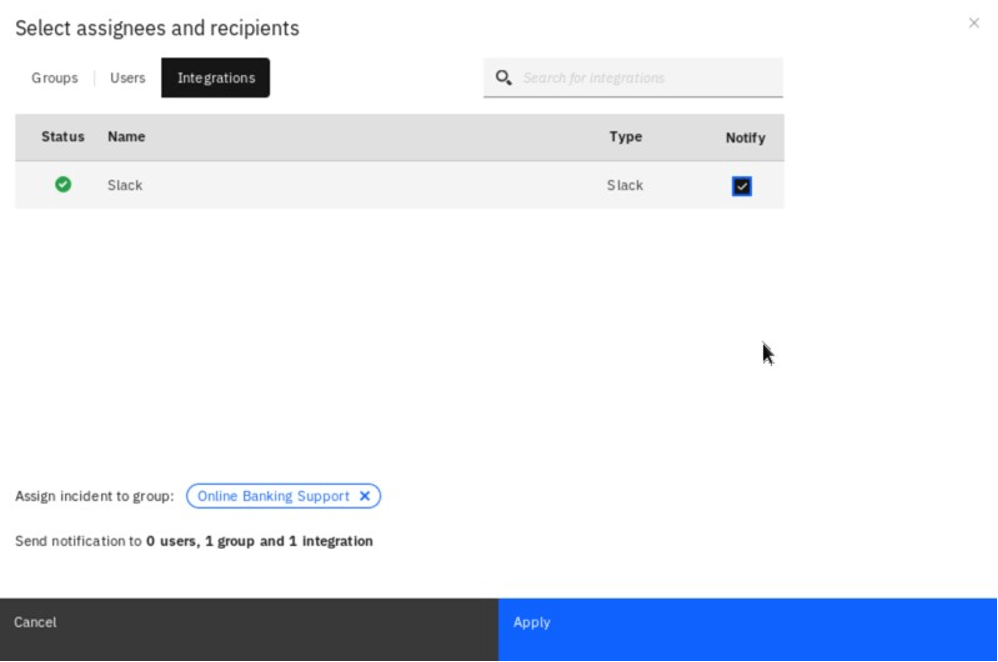 Select assignees and recipients
Groups Users Integrations Search for integrations
Status Name Type Notify
Slack Slack
Assign incident to group: Online Banking Support
Send notification to 0 users, 1 group and 1 integration
Cancel Apply